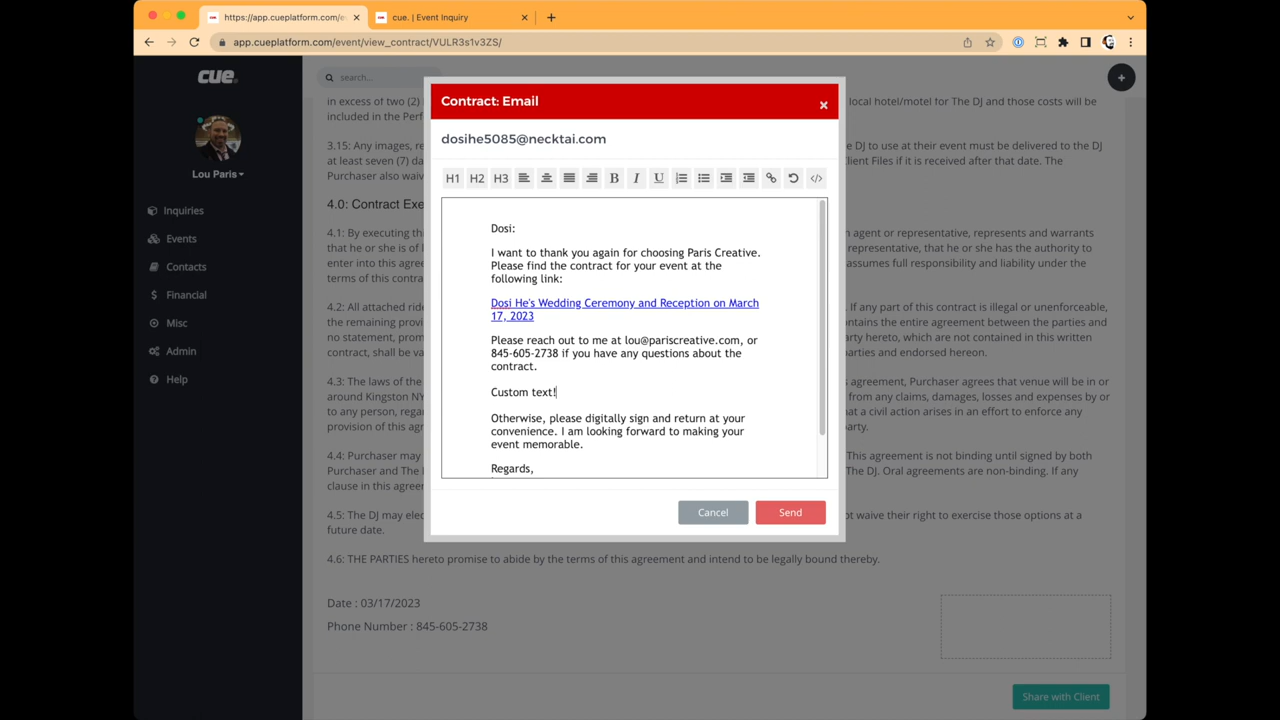 https://app.cueplatform.com/e
cue. | Event Inquiry
app.cueplatform.com/event/view_contract/VULR3s1v3ZS/
cue
search...
Lou Paris
Inquiries
Events
Contacts
Financial
Misc
Admin
Help
in excess of two (2)
local hotel/motel for The DJ and those costs will be
included in the Perf
3.15: Any images, re
DJ to use at their event must be delivered to the DJ
at least seven (7) da
lient Files if it is received after that date. The
Purchaser also waiv
4.0: Contract Exe
4.1: By executing th
n agent or representative, represents and warrants
that he or she is of l
representative, that he or she has the authority to
enter into this agre
assumes full responsibility and liability under the
terms of this contra
4.2: All attached rid
. If any part of this contract is illegal or unenforceable,
the remaining provi
ontains the entire agreement between the parties and
no statement, prom
party hereto, which are not contained in this written
contract, shall be va
parties and endorsed hereon.
4.3: The laws of the
s agreement, Purchaser agrees that venue will be in or
around Kingston NY
from any claims, damages, losses and expenses by or
to any person, regar
hat a civil action arises in an effort to enforce any
provision of this agr
rty.
4.4: Purchaser may
This agreement is not binding until signed by both
Purchaser and The
The DJ. Oral agreements are non-binding. If any
clause in this agree
4.5: The DJ may elec
ot waive their right to exercise those options at a
future date.
4.6: THE PARTIES hereto promise to abide by the terms of this agreement and intend to be legally bound thereby.
Date : 03/17/2023
Phone Number : 845-605-2738
Share with Client
Contract: Email
dosihe5085@necktai.com
H1 H2 H3 B I U </>
Dosi:
I want to thank you again for choosing Paris Creative.
Please find the contract for your event at the
following link:
Dosi He's Wedding Ceremony and Reception on March
17, 2023
Please reach out to me at lou@pariscreative.com, or
845-605-2738 if you have any questions about the
contract.
Custom text!
Otherwise, please digitally sign and return at your
convenience. I am looking forward to making your
event memorable.
Regards,
Cancel
Send